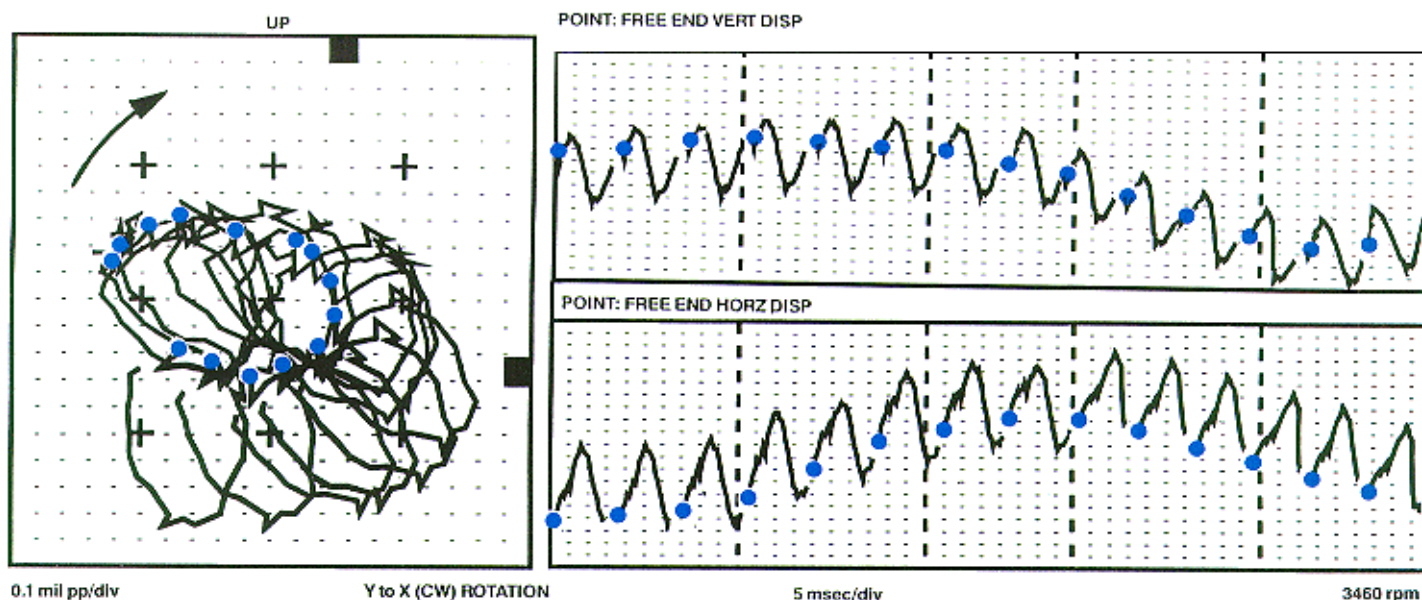 UP
POINT: FREE END VERT DISP
POINT: FREE END HORZ DISP
0.1 mil pp/div
Y to X (CW) ROTATION
5 msec/div
3460 rpm